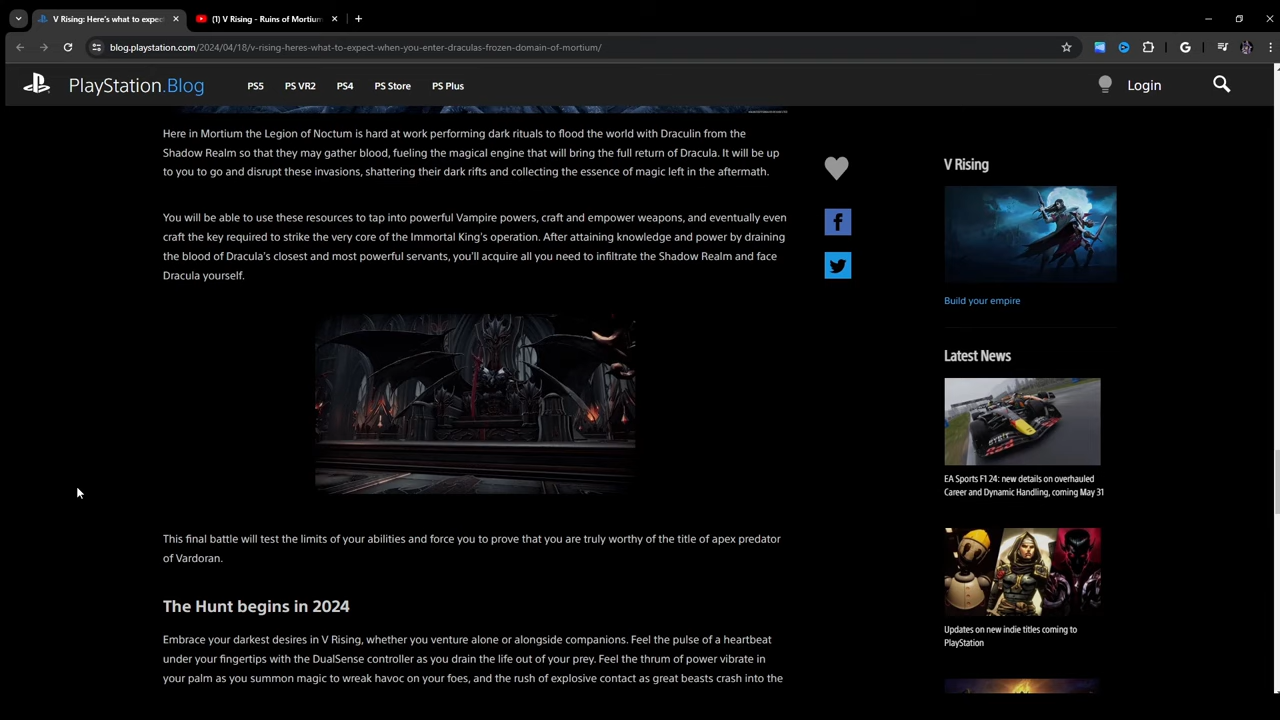 V Rising: Here's what to expec
(1) V Rising - Ruins of Mortium
blog.playstation.com/2024/04/18/v-rising-heres-what-to-expect-when-you-enter-draculas-frozen-domain-of-mortium/
PlayStation.Blog
PS5
PS VR2
PS4
PS Store
PS Plus
Login
Here in Mortium the Legion of Noctum is hard at work performing dark rituals to flood the world with Draculin from the
Shadow Realm so that they may gather blood, fueling the magical engine that will bring the full return of Dracula. It will be up
to you to go and disrupt these invasions, shattering their dark rifts and collecting the essence of magic left in the aftermath.
You will be able to use these resources to tap into powerful Vampire powers, craft and empower weapons, and eventually even
craft the key required to strike the very core of the Immortal King's operation. After attaining knowledge and power by draining
the blood of Dracula's closest and most powerful servants, you'll acquire all you need to infiltrate the Shadow Realm and face
Dracula yourself.
This final battle will test the limits of your abilities and force you to prove that you are truly worthy of the title of apex predator
of Vardoran.
The Hunt begins in 2024
Embrace your darkest desires in V Rising, whether you venture alone or alongside companions. Feel the pulse of a heartbeat
under your fingertips with the DualSense controller as you drain the life out of your prey. Feel the thrum of power vibrate in
your palm as you summon magic to wreak havoc on your foes, and the rush of explosive contact as great beasts crash into the
V Rising
Build your empire
Latest News
EA Sports F1 24: new details on overhauled
Career and Dynamic Handling, coming May 31
Updates on new indie titles coming to
PlayStation